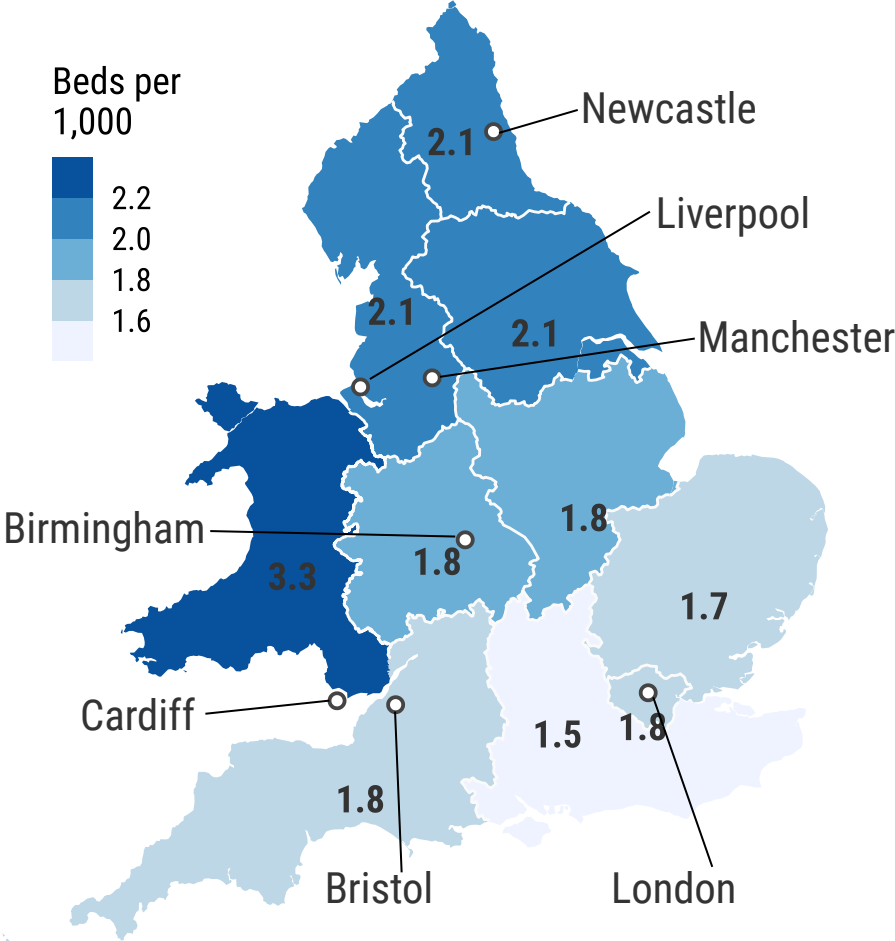 Beds per
1,000
2.2
2.0
1.8
1.6
Newcastle
2.1
Liverpool
2.1
2.1
Manchester
Birmingham
1.8
1.8
3.3
1.7
Cardiff
1.5
1.8
1.8
Bristol
London